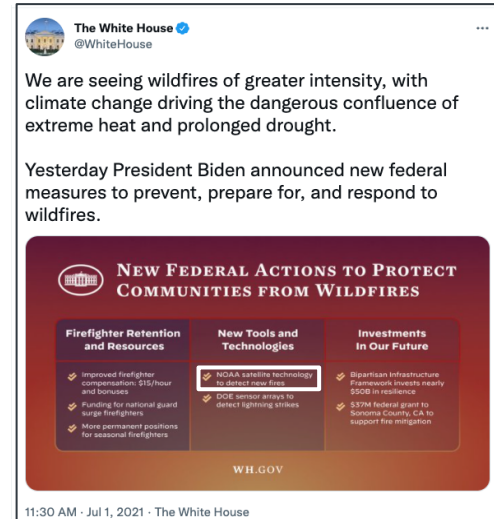 The White House
@WhiteHouse
We are seeing wildfires of greater intensity, with
climate change driving the dangerous confluence of
extreme heat and prolonged drought.
Yesterday President Biden announced new federal
measures to prevent, prepare for, and respond to
wildfires.
NEW FEDERAL ACTIONS TO PROTECT
COMMUNITIES FROM WILDFIRES
Firefighter Retention
and Resources
Improved firefighter
compensation: $15/hour
and bonuses
Funding for national guard
surge firefighters
More permanent positions
for seasonal firefighters
New Tools and
Technologies
NOAA satellite technology
to detect new fires
DOE sensor arrays to
detect lightning strikes
Investments
In Our Future
Bipartisan Infrastructure
Framework invests nearly
$50B in resilience
$37M federal grant to
Sonoma County, CA to
support fire mitigation
WH.GOV
11:30 AM · Jul 1, 2021 · The White House